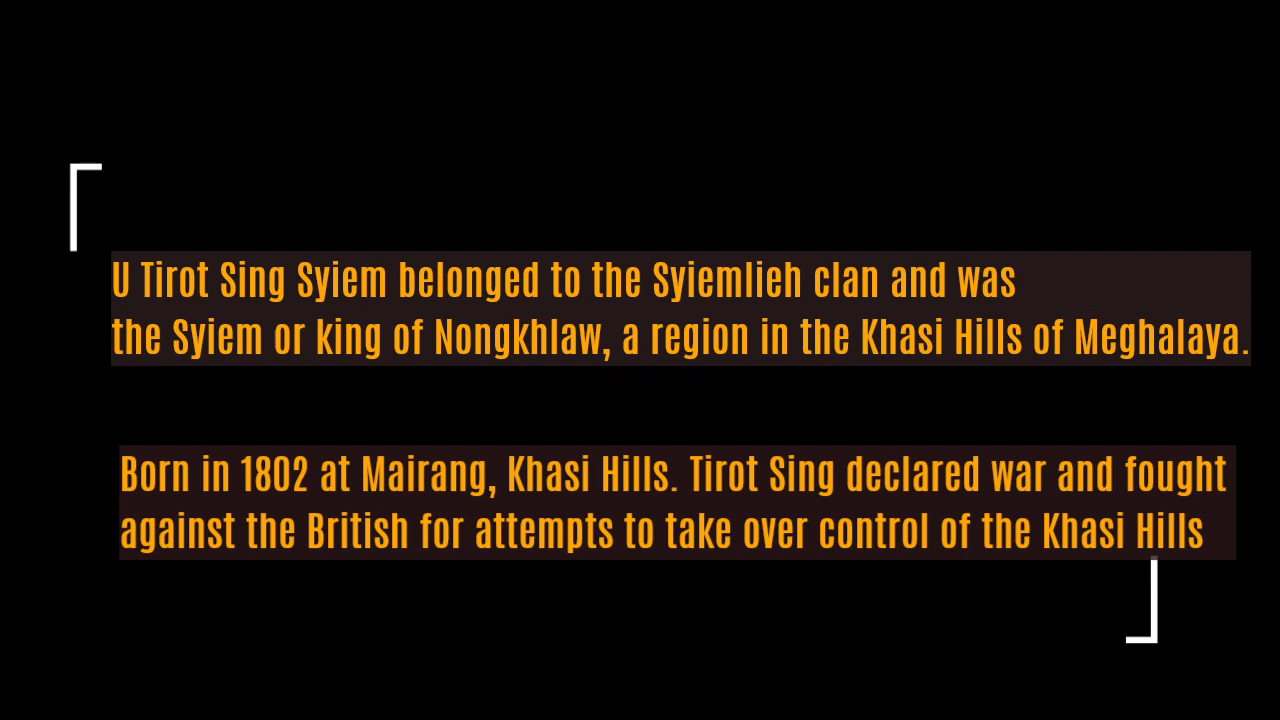 U Tirot Sing Syiem belonged to the Syiemlieh clan and was
the Syiem or king of Nongkhlaw, a region in the Khasi Hills of Meghalaya.
Born in 1802 at Mairang, Khasi Hills. Tirot Sing declared war and fought
against the British for attempts to take over control of the Khasi Hills